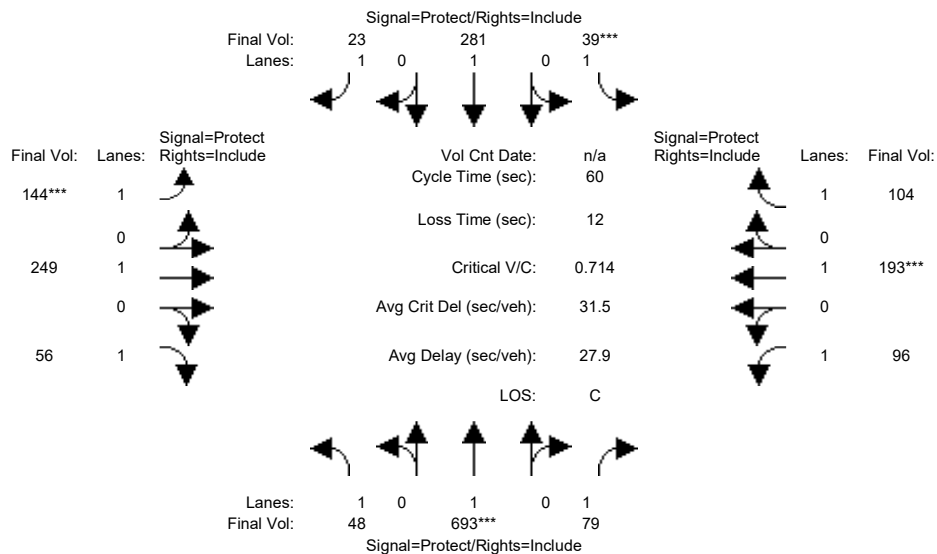 Signal=Protect/Rights=Include
Final Vol: 23 281 39***
Lanes: 1 0 1 0 1
Signal=Protect
Final Vol: Lanes: Rights=Include
Vol Cnt Date: n/a
Signal=Protect
Rights=Include Lanes: Final Vol:
Cycle Time (sec): 60
144*** 1
1 104
Loss Time (sec): 12
0
0
249 1
Critical V/C: 0.714
1 193***
0
Avg Crit Del (sec/veh): 31.5
0
56 1
Avg Delay (sec/veh): 27.9
1 96
LOS: C
Lanes: 1 0 1 0 1
Final Vol: 48 693*** 79
Signal=Protect/Rights=Include